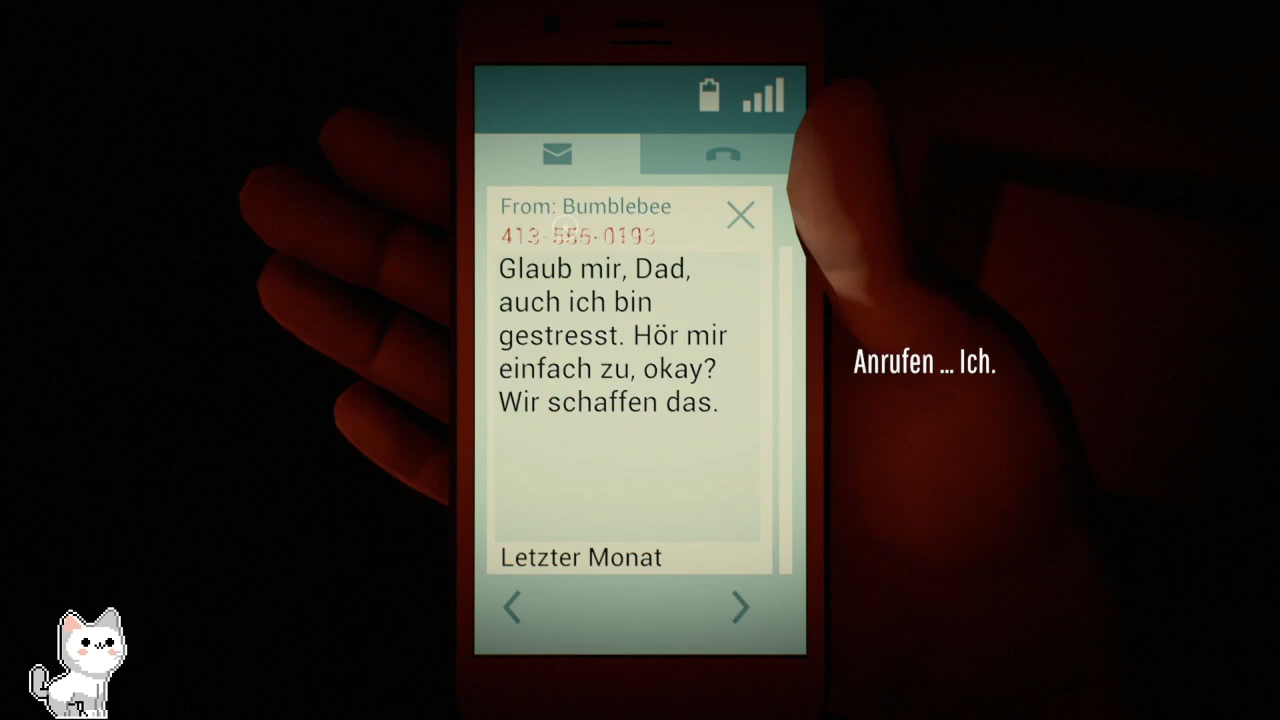 From: Bumblebee
413-555-0193
Glaub mir, Dad,
auch ich bin
gestresst. Hör mir
einfach zu, okay?
Wir schaffen das.
Letzter Monat
Anrufen ... Ich.